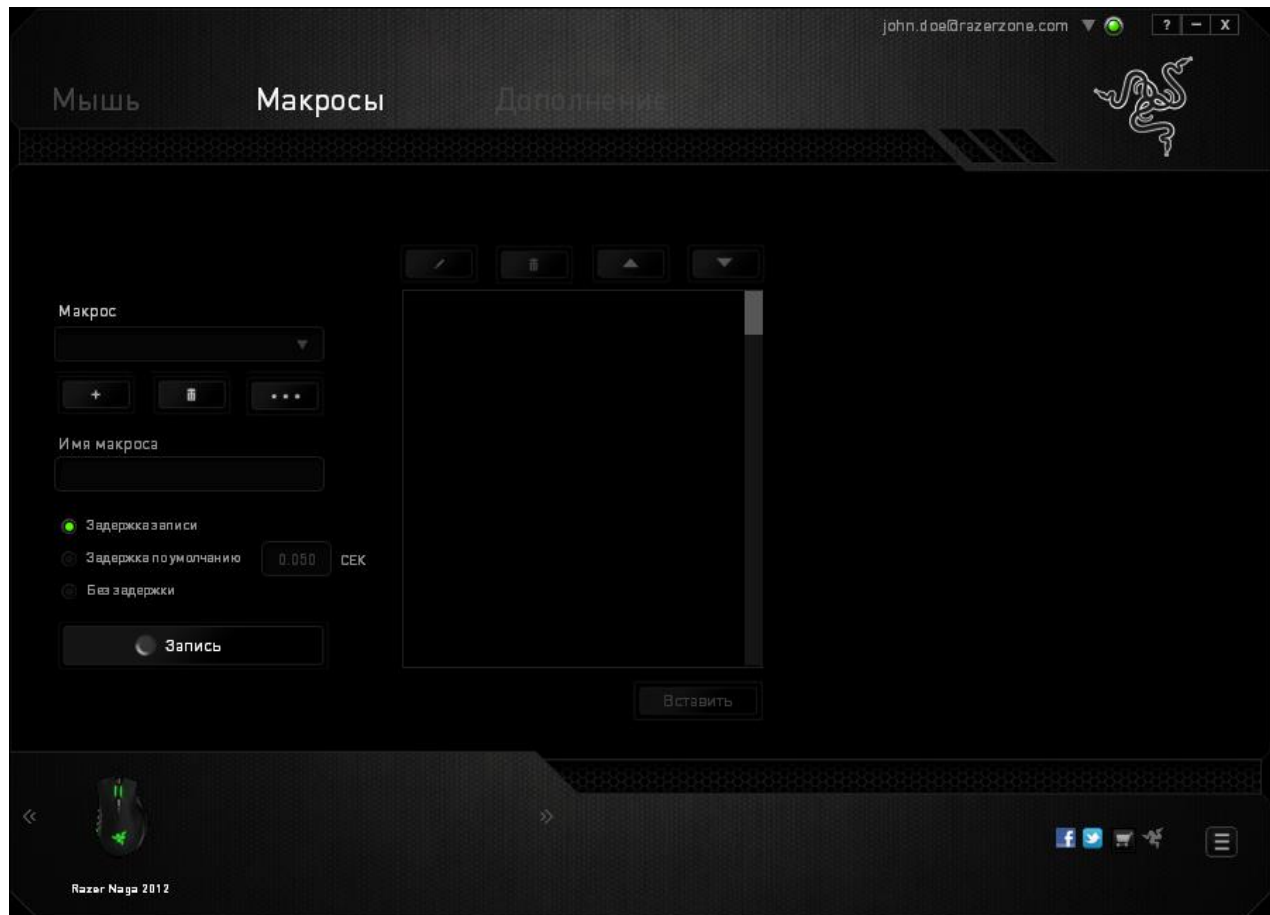 john.doe@razerzone.com
? – X
Мышь Макросы Дополнение
Макрос
+
Имя макроса
Задержка записи
Задержка по умолчанию 0.050 СЕК
Без задержки
Запись
Вставить
Razer Naga 2012